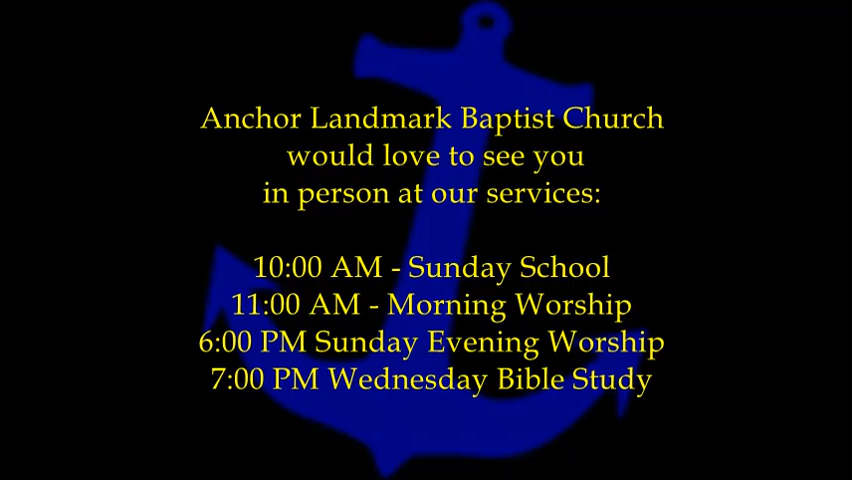 Anchor Landmark Baptist Church
would love to see you
in person at our services:
10:00 AM - Sunday School
11:00 AM - Morning Worship
6:00 PM Sunday Evening Worship
7:00 PM Wednesday Bible Study